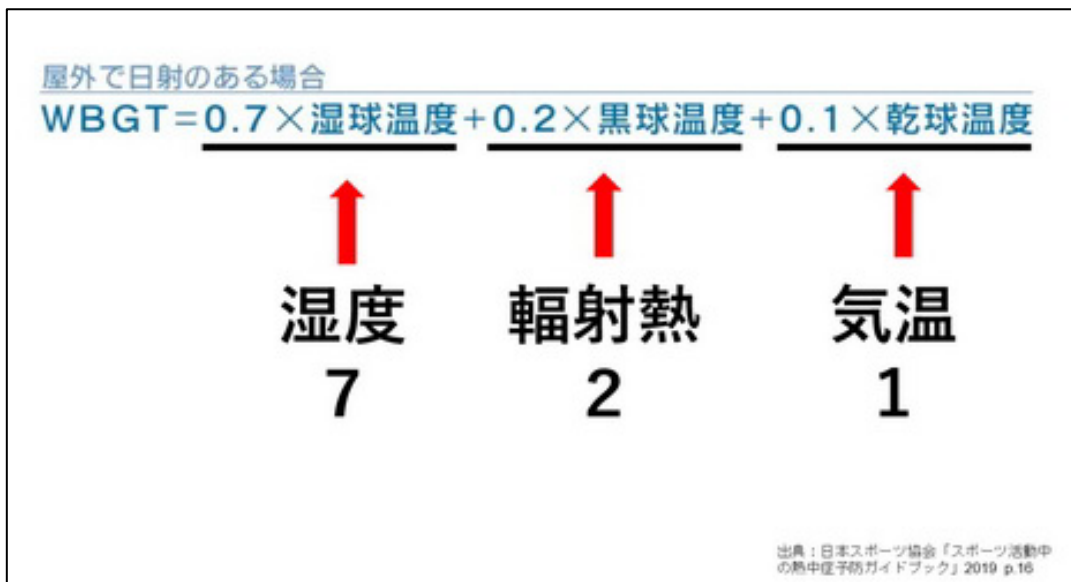 屋外で日射のある場合
WBGT=0.7×湿球温度+0.2×黒球温度+0.1×乾球温度
湿度 輻射熱 気温
7 2 1
出典：日本スポーツ協会「スポーツ活動中
の熱中症予防ガイドブック」2019 p.16